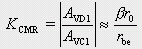 K_CMR = |A_VD1 / A_VC1| ≈ βr_0 / r_be